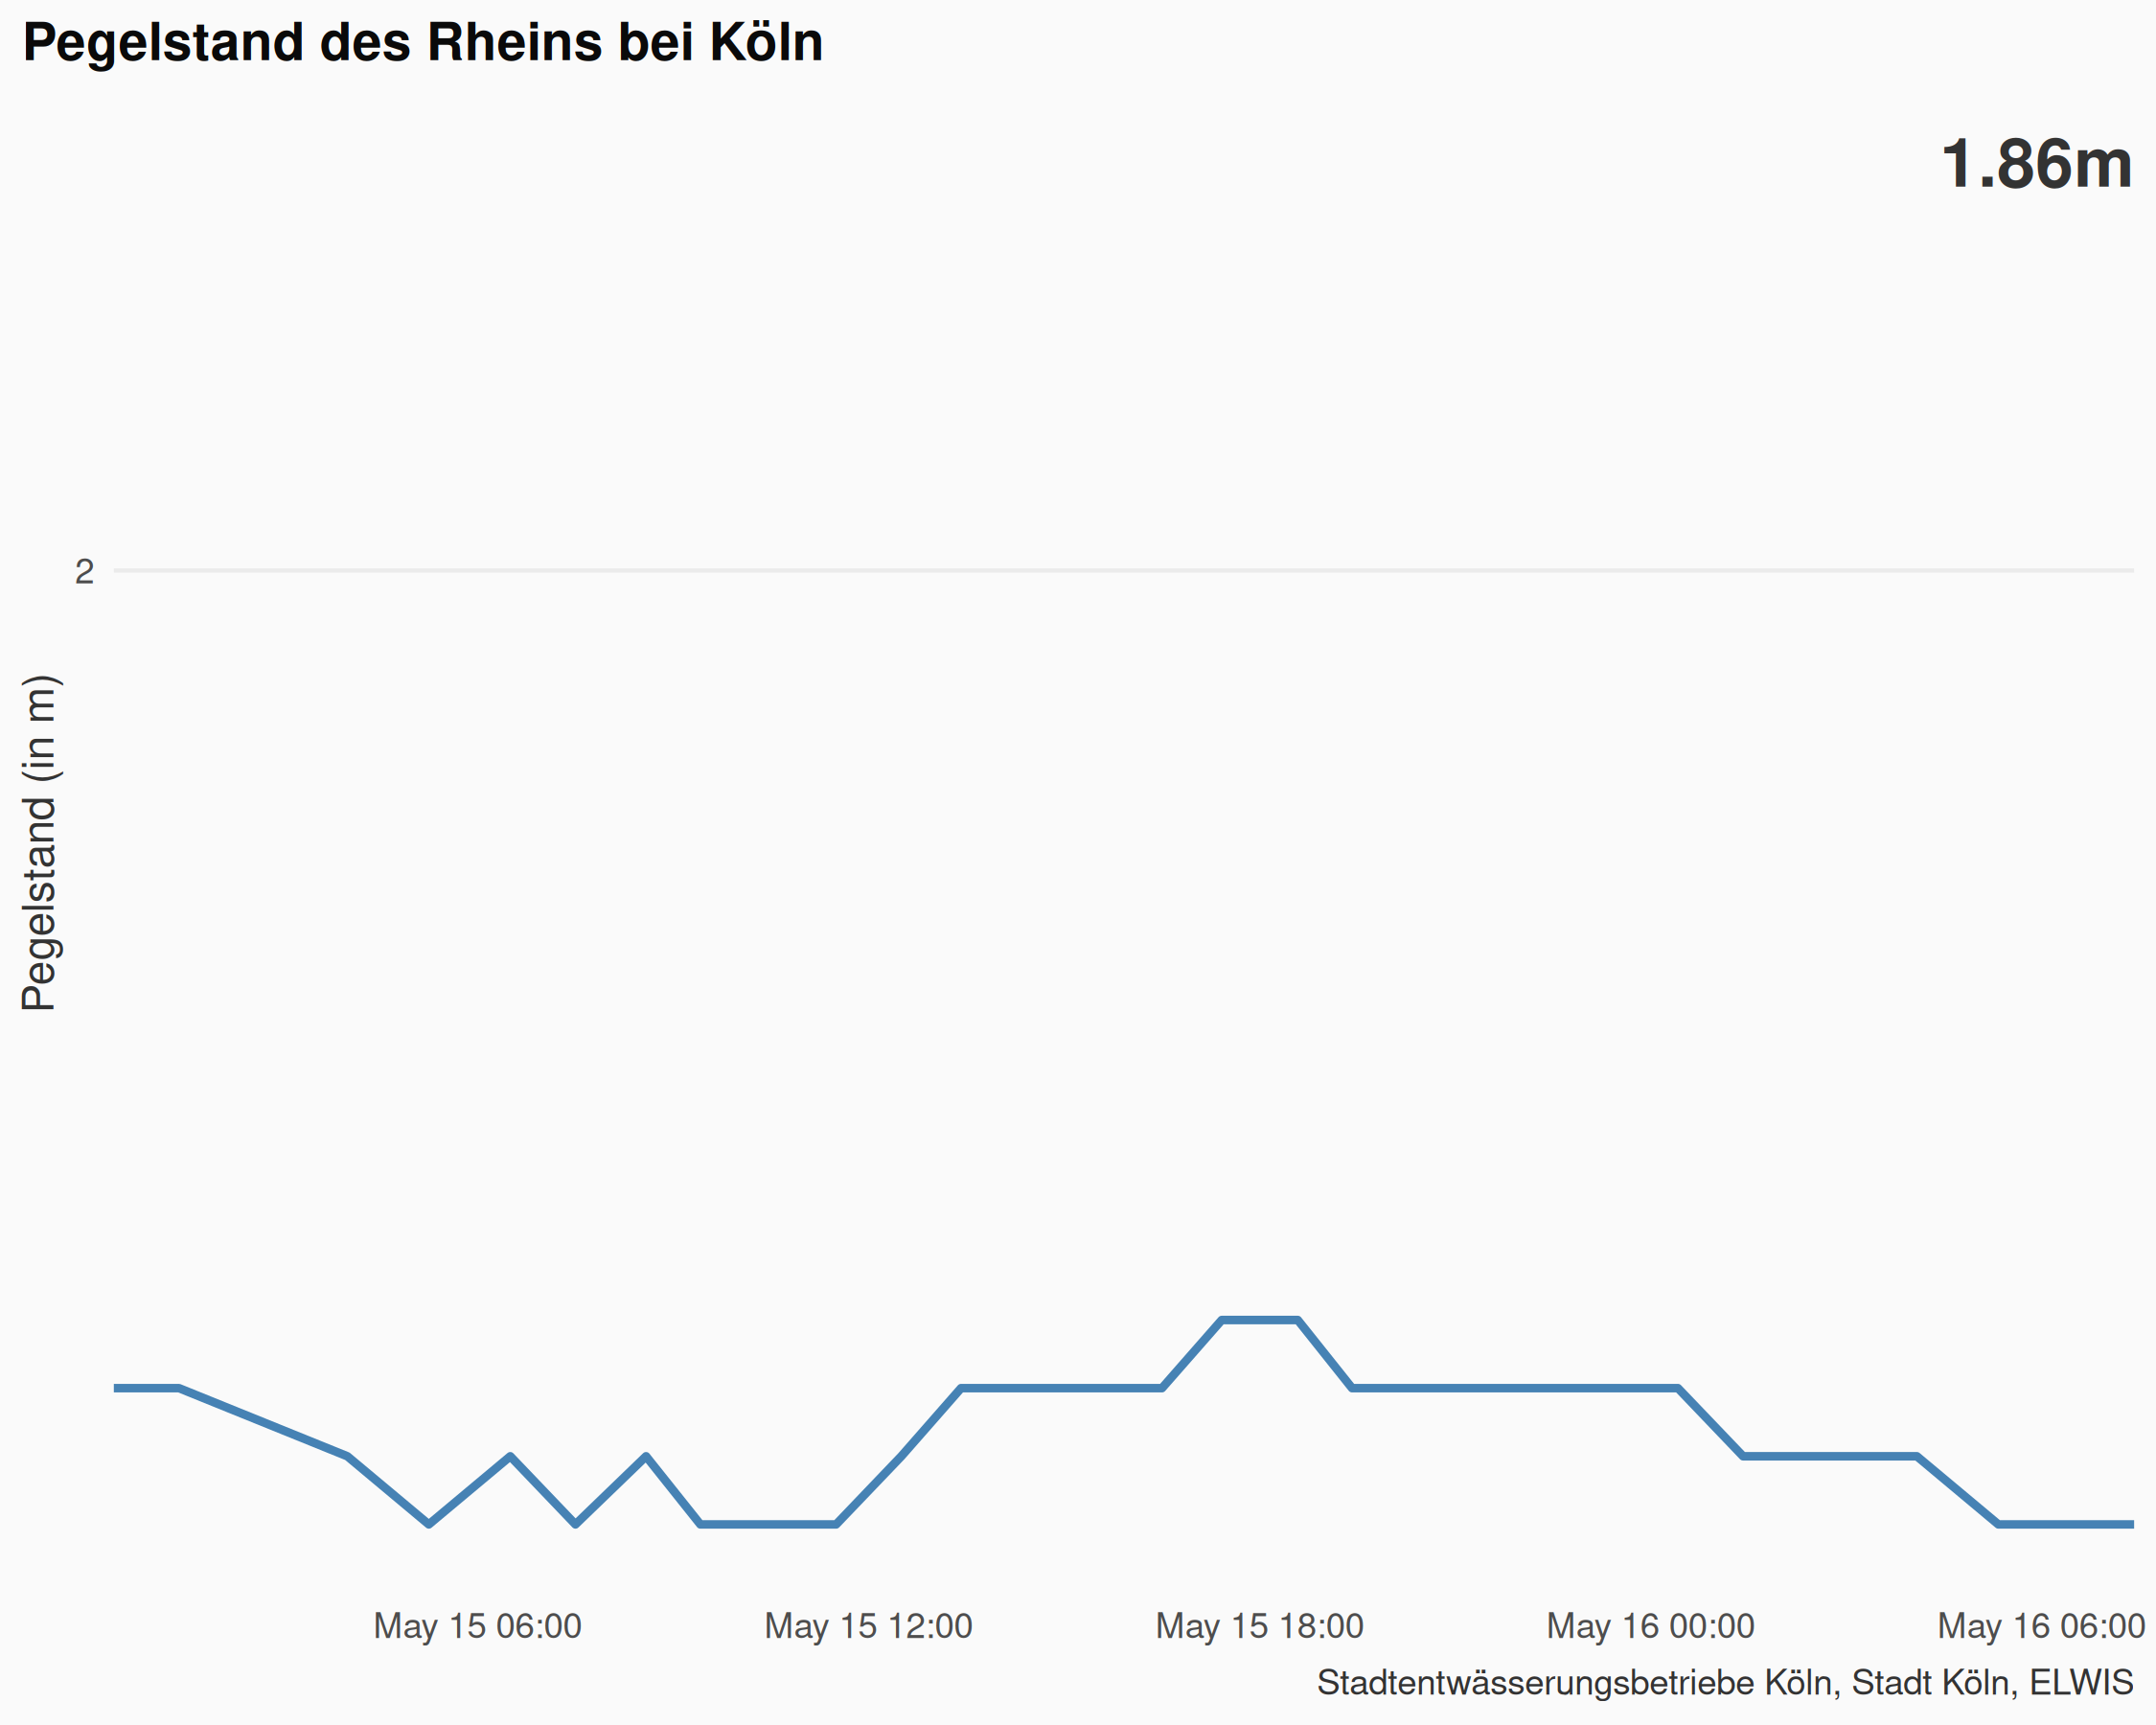 Pegelstand des Rheins bei Köln
1.86m
2
Pegelstand (in m)
May 15 06:00
May 15 12:00
May 15 18:00
May 16 00:00
May 16 06:00
Stadtentwässerungsbetriebe Köln, Stadt Köln, ELWIS